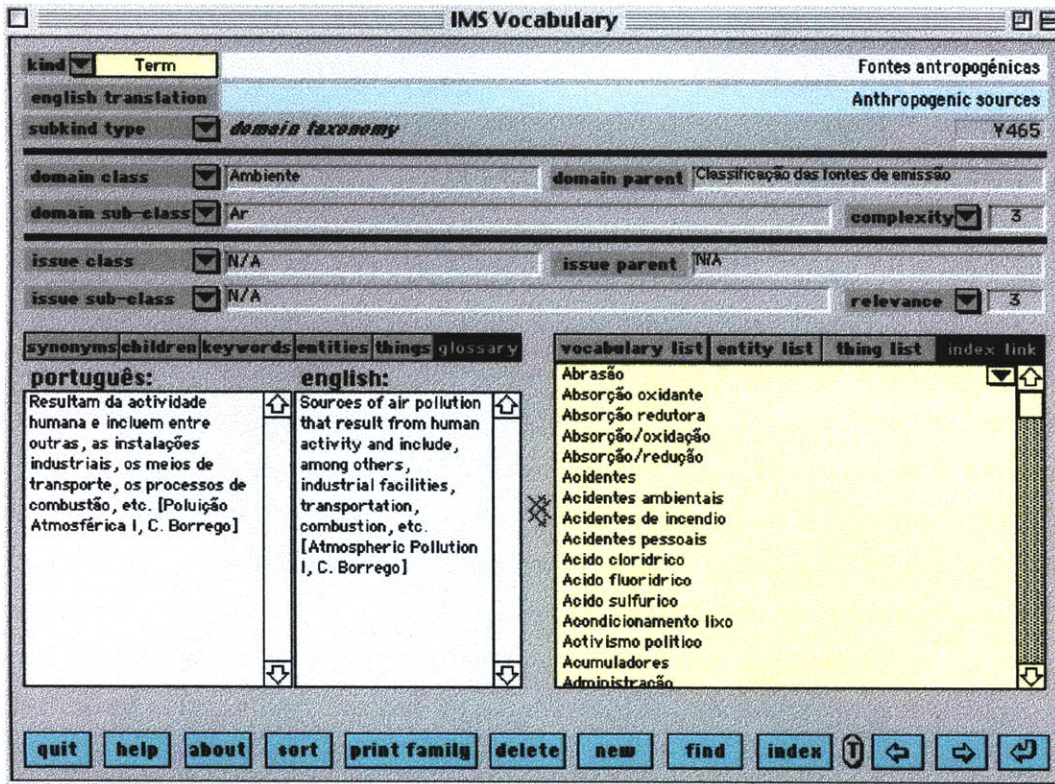 IMS Vocabulary
kind Term Fontes antropogénicas
english translation Anthropogenic sources
subkind type domain taxonomy V465
domain class Ambiente domain parent Classificação das fontes de emissão
domain sub-class Ar complexity 3
issue class N/A issue parent N/A
issue sub-class N/A relevance 3
synonyms children keywords entities things glossary
vocabulary list entity list thing list index link
português:
Resultam da actividade
humana e incluem entre
outras, as instalações
industriais, os meios de
transporte, os processos de
combustão, etc. [Poluição
Atmosférica I, C. Borrego]
english:
Sources of air pollution
that result from human
activity and include,
among others,
industrial facilities,
transportation,
combustion, etc.
[Atmospheric Pollution
I, C. Borrego]
Abrasão
Absorção oxidante
Absorção redutora
Absorção/oxidação
Absorção/redução
Acidentes
Acidentes ambientais
Acidentes de incendio
Acidentes pessoais
Acido cloridrico
Acido fluoridrico
Acido sulfurico
Acondicionamento lixo
Activismo politico
Acumuladores
Administração
quit help about sort print family delete new find index T